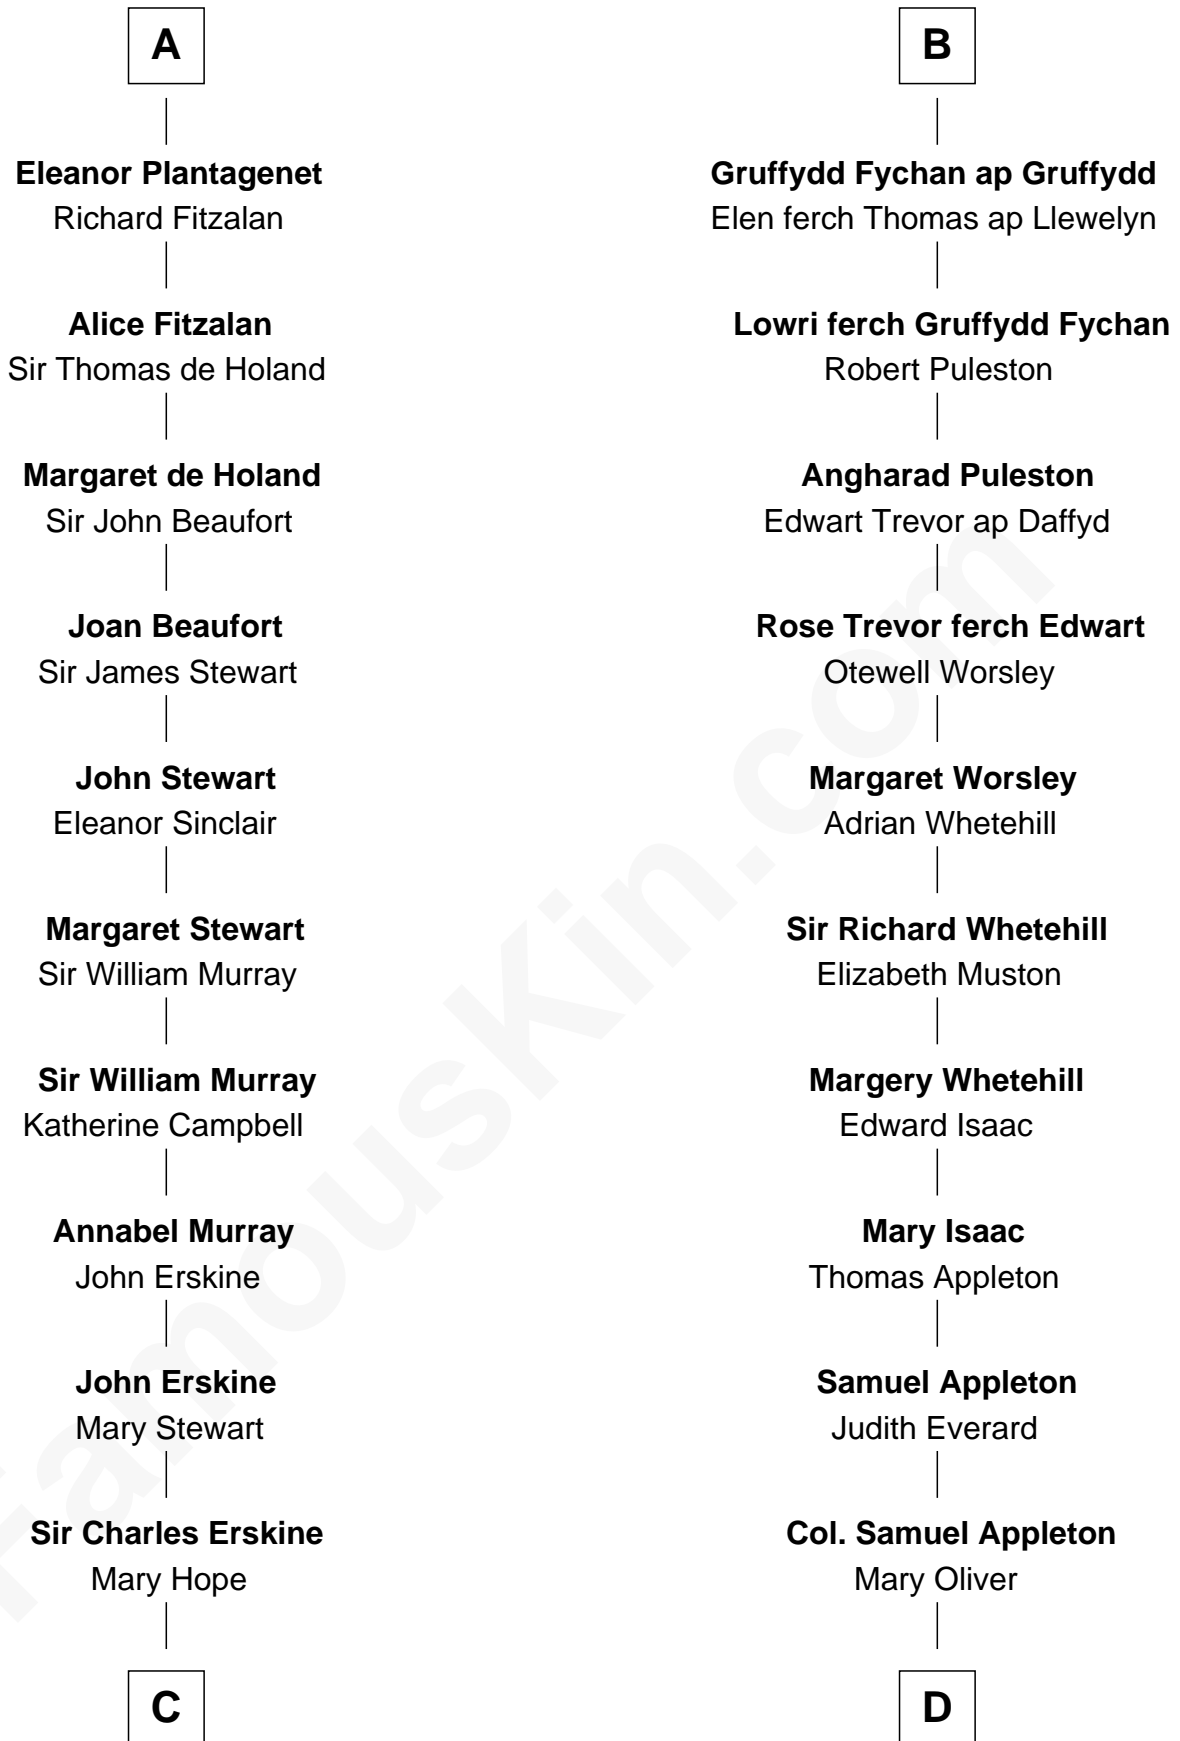 A
Eleanor Plantagenet
Richard Fitzalan
Alice Fitzalan
Sir Thomas de Holand
Margaret de Holand
Sir John Beaufort
Joan Beaufort
Sir James Stewart
John Stewart
Eleanor Sinclair
Margaret Stewart
Sir William Murray
Sir William Murray
Katherine Campbell
Annabel Murray
John Erskine
John Erskine
Mary Stewart
Sir Charles Erskine
Mary Hope
C
B
Gruffydd Fychan ap Gruffydd
Elen ferch Thomas ap Llewelyn
Lowri ferch Gruffydd Fychan
Robert Puleston
Angharad Puleston
Edwart Trevor ap Daffyd
Rose Trevor ferch Edwart
Otewell Worsley
Margaret Worsley
Adrian Whetehill
Sir Richard Whetehill
Elizabeth Muston
Margery Whetehill
Edward Isaac
Mary Isaac
Thomas Appleton
Samuel Appleton
Judith Everard
Col. Samuel Appleton
Mary Oliver
D
FamousKin.com